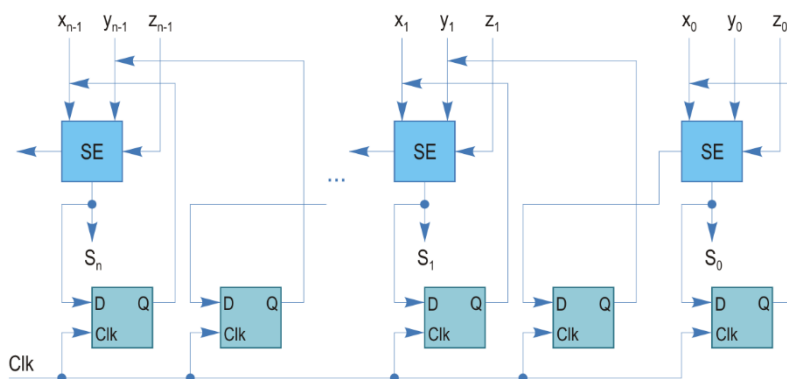 xn-1 yn-1 zn-1 x1 y1 z1 x0 y0 z0
SE SE SE
...
Sn S1 S0
D Q D Q D Q D Q D Q
Clk Clk Clk Clk Clk
Clk